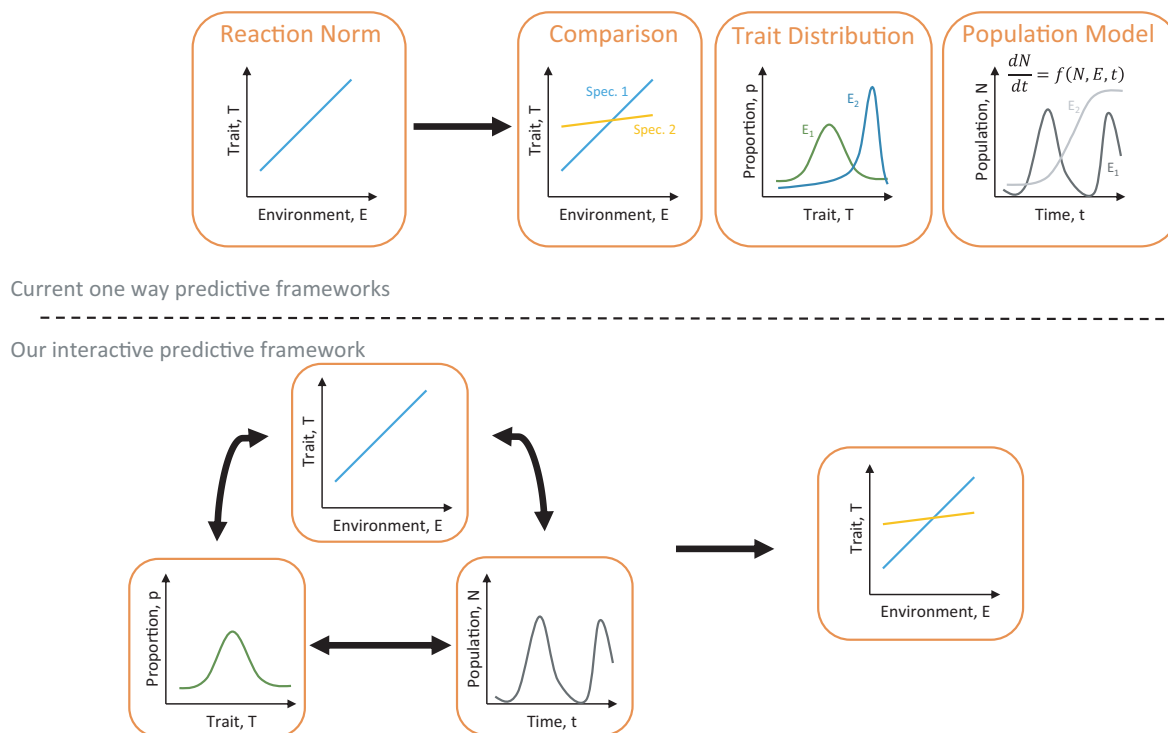 Reaction Norm
Trait, T
Environment, E
Comparison
Spec. 1
Spec. 2
Trait, T
Environment, E
Trait Distribution
E₁
E₂
Proportion, p
Trait, T
Population Model
dN
dt
= f(N, E, t)
E₂
E₁
Population, N
Time, t
Current one way predictive frameworks
Our interactive predictive framework
Trait, T
Environment, E
Proportion, p
Trait, T
Population, N
Time, t
Trait, T
Environment, E